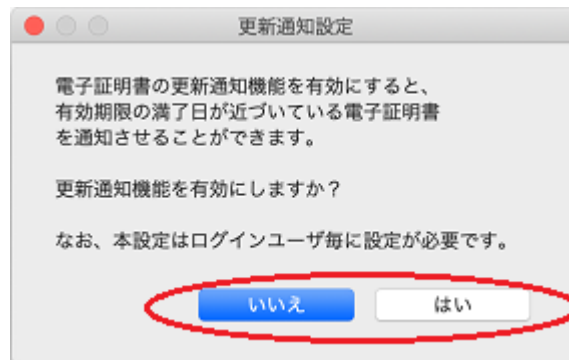 更新通知設定
電子証明書の更新通知機能を有効にすると、
有効期限の満了日が近づいている電子証明書
を通知させることができます。
更新通知機能を有効にしますか？
なお、本設定はログインユーザ毎に設定が必要です。
いいえ はい